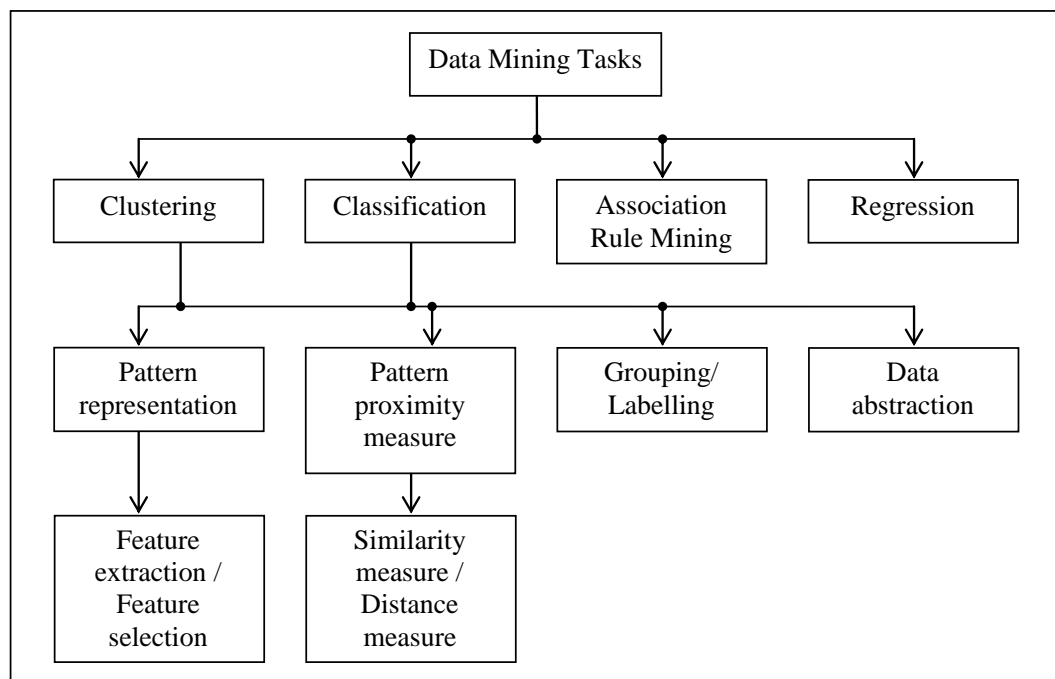 Data Mining Tasks
Clustering
Classification
Association
Rule Mining
Regression
Pattern
representation
Pattern
proximity
measure
Grouping/
Labelling
Data
abstraction
Feature
extraction /
Feature
selection
Similarity
measure /
Distance
measure